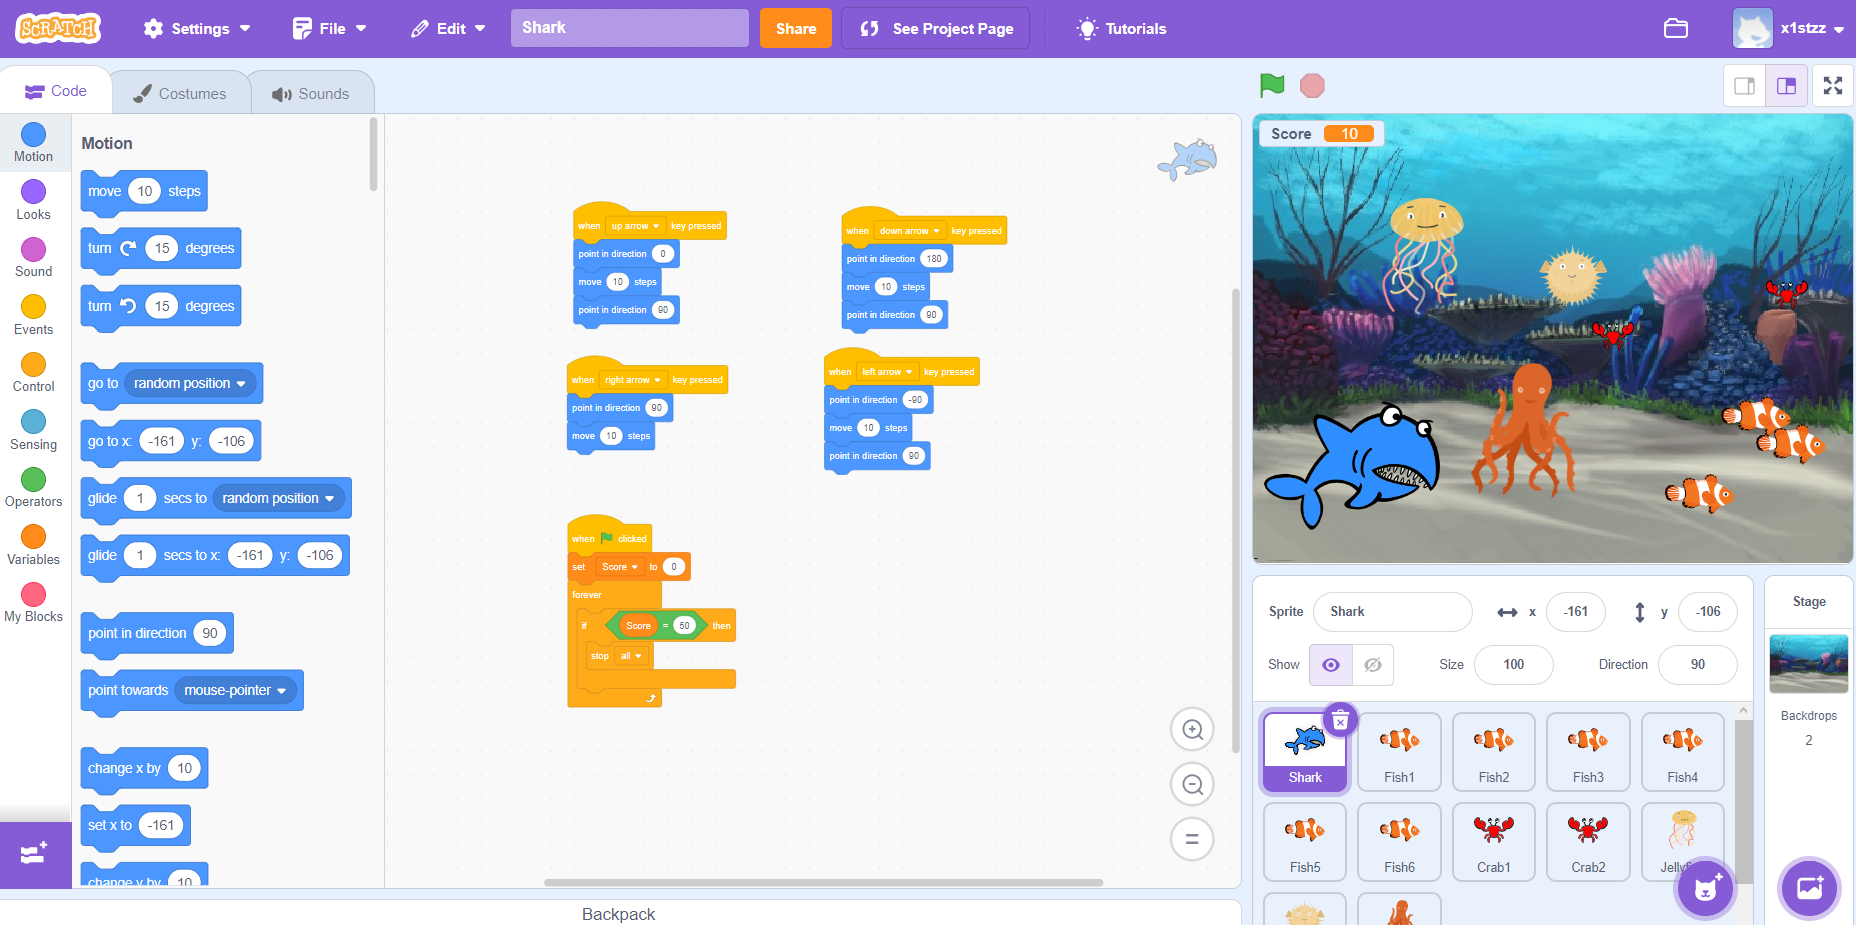 SCRATCH
Settings
File
Edit
Shark
Share
See Project Page
Tutorials
x1stzz
Code
Costumes
Sounds
Motion
Looks
Sound
Events
Control
Sensing
Operators
Variables
My Blocks
Motion
move 10 steps
turn 15 degrees
turn 15 degrees
go to random position
go to x: -161 y: -106
glide 1 secs to random position
glide 1 secs to x: -161 y: -106
point in direction 90
point towards mouse-pointer
change x by 10
set x to -161
change y by 10
when up arrow key pressed
point in direction 0
move 10 steps
point in direction 90
when down arrow key pressed
point in direction 180
move 10 steps
point in direction 90
when right arrow key pressed
point in direction 90
move 10 steps
when left arrow key pressed
point in direction -90
move 10 steps
point in direction 90
when clicked
set Score to 0
forever
if Score = 50 then
stop all
Backpack
Score 10
Sprite Shark x -161 y -106
Show Size 100 Direction 90
Shark
Fish1
Fish2
Fish3
Fish4
Fish5
Fish6
Crab1
Crab2
Stage
Backdrops
2